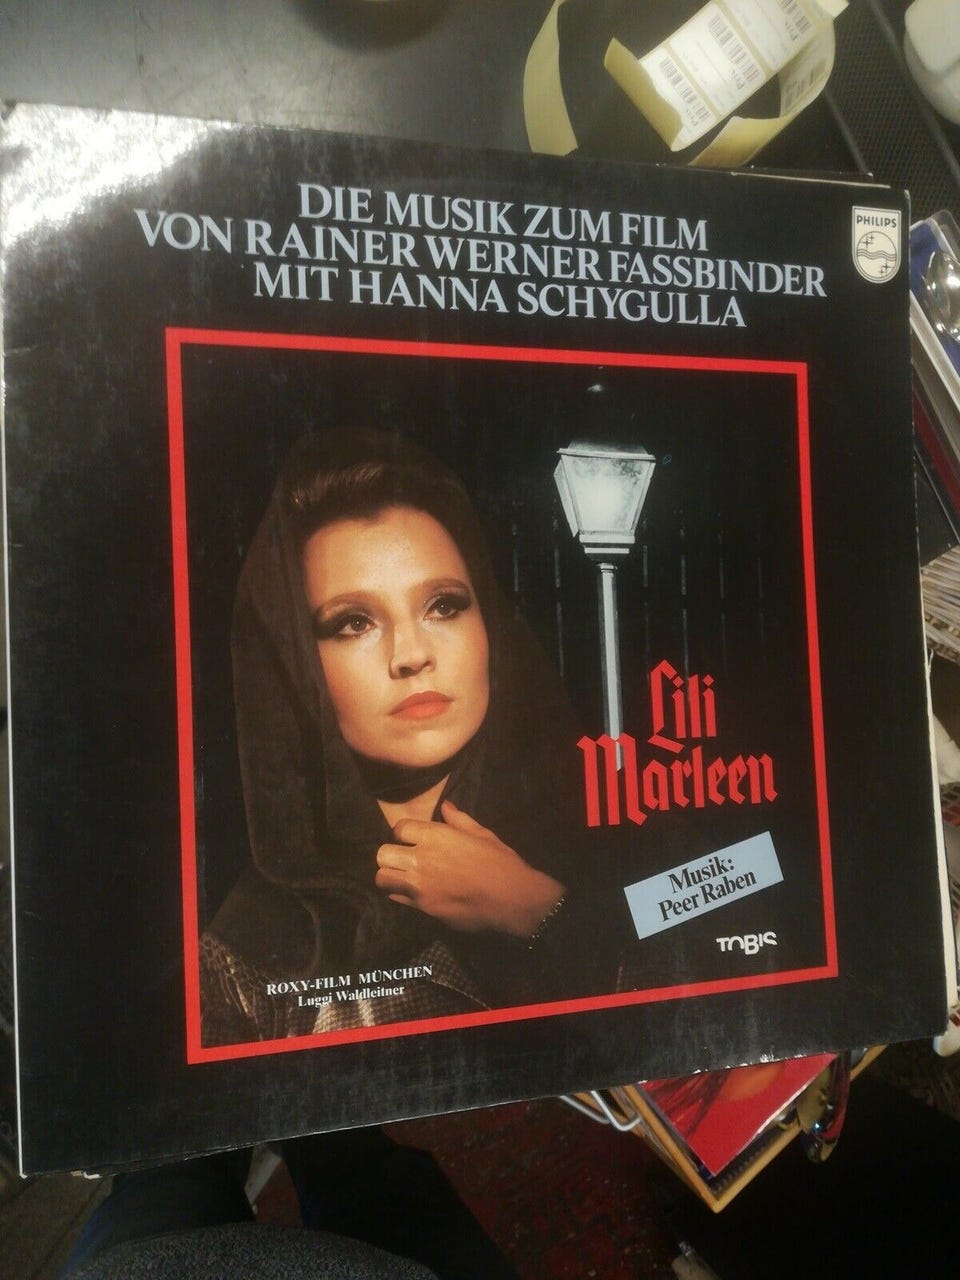 DIE MUSIK ZUM FILM
VON RAINER WERNER FASSBINDER
MIT HANNA SCHYGULLA
PHILIPS
Lili
Marleen
Musik:
Peer Raben
TOBIS
ROXY-FILM MÜNCHEN
Luggi Waldleitner